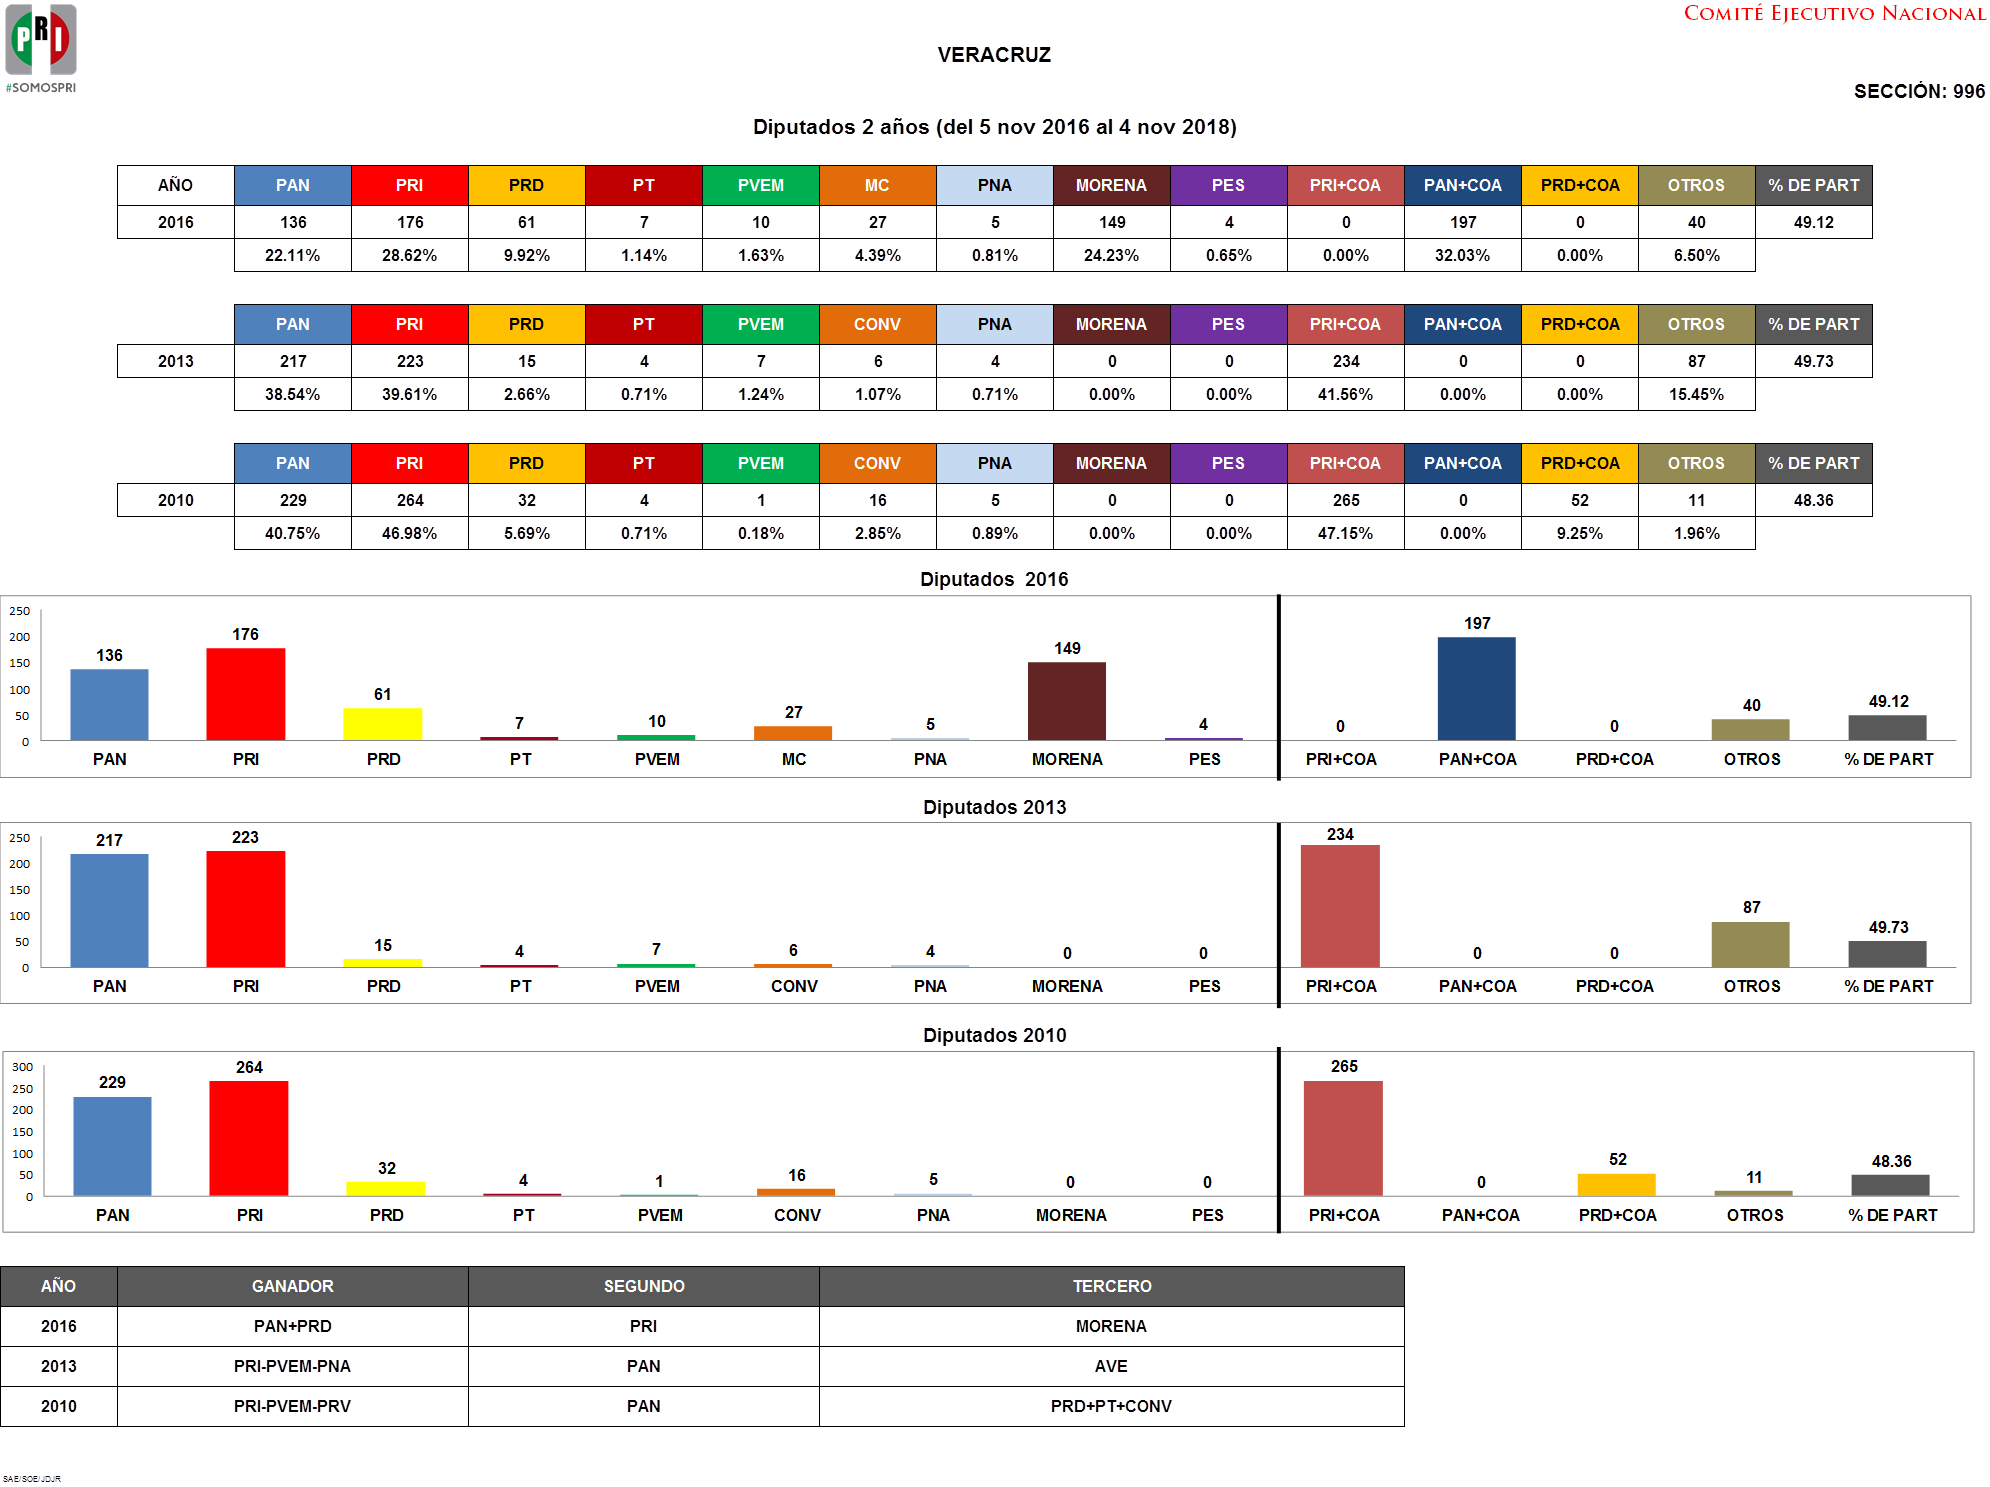 PRI
#SOMOSPRI
COMITÉ EJECUTIVO NACIONAL
VERACRUZ
SECCIÓN: 996
Diputados 2 años (del 5 nov 2016 al 4 nov 2018)
AÑO PAN PRI PRD PT PVEM MC PNA MORENA PES PRI+COA PAN+COA PRD+COA OTROS % DE PART
2016 136 176 61 7 10 27 5 149 4 0 197 0 40 49.12
22.11% 28.62% 9.92% 1.14% 1.63% 4.39% 0.81% 24.23% 0.65% 0.00% 32.03% 0.00% 6.50%
PAN PRI PRD PT PVEM CONV PNA MORENA PES PRI+COA PAN+COA PRD+COA OTROS % DE PART
2013 217 223 15 4 7 6 4 0 0 234 0 0 87 49.73
38.54% 39.61% 2.66% 0.71% 1.24% 1.07% 0.71% 0.00% 0.00% 41.56% 0.00% 0.00% 15.45%
PAN PRI PRD PT PVEM CONV PNA MORENA PES PRI+COA PAN+COA PRD+COA OTROS % DE PART
2010 229 264 32 4 1 16 5 0 0 265 0 52 11 48.36
40.75% 46.98% 5.69% 0.71% 0.18% 2.85% 0.89% 0.00% 0.00% 47.15% 0.00% 9.25% 1.96%
Diputados 2016
250
200
150
100
50
0
136 176 61 7 10 27 5 149 4 0 197 0 40 49.12
PAN PRI PRD PT PVEM MC PNA MORENA PES PRI+COA PAN+COA PRD+COA OTROS % DE PART
Diputados 2013
250
200
150
100
50
0
217 223 15 4 7 6 4 0 0 234 0 0 87 49.73
PAN PRI PRD PT PVEM CONV PNA MORENA PES PRI+COA PAN+COA PRD+COA OTROS % DE PART
Diputados 2010
300
250
200
150
100
50
0
229 264 32 4 1 16 5 0 0 265 0 52 11 48.36
PAN PRI PRD PT PVEM CONV PNA MORENA PES PRI+COA PAN+COA PRD+COA OTROS % DE PART
AÑO GANADOR SEGUNDO TERCERO
2016 PAN+PRD PRI MORENA
2013 PRI-PVEM-PNA PAN AVE
2010 PRI-PVEM-PRV PAN PRD+PT+CONV
SAE/SOE/JDJR